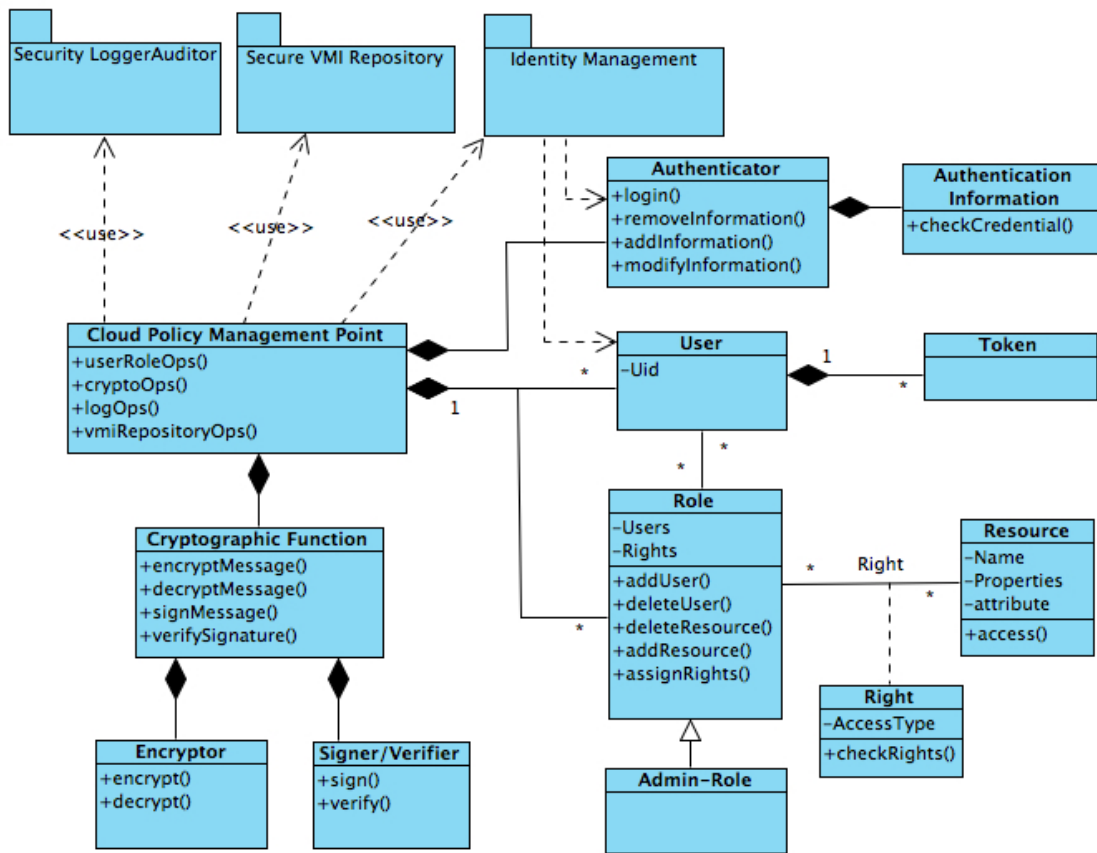 Security LoggerAuditor
Secure VMI Repository
Identity Management
<<use>>
<<use>>
<<use>>
Authenticator
+login()
+removeInformation()
+addInformation()
+modifyInformation()
Authentication
Information
+checkCredential()
Cloud Policy Management Point
+userRoleOps()
+cryptoOps()
+logOps()
+vmiRepositoryOps()
1
*
User
-Uid
1
*
Token
*
*
Cryptographic Function
+encryptMessage()
+decryptMessage()
+signMessage()
+verifySignature()
Role
-Users
-Rights
+addUser()
+deleteUser()
+deleteResource()
+addResource()
+assignRights()
*
*
Right
*
Resource
-Name
-Properties
-attribute
+access()
Right
-AccessType
+checkRights()
Encryptor
+encrypt()
+decrypt()
Signer/Verifier
+sign()
+verify()
Admin-Role